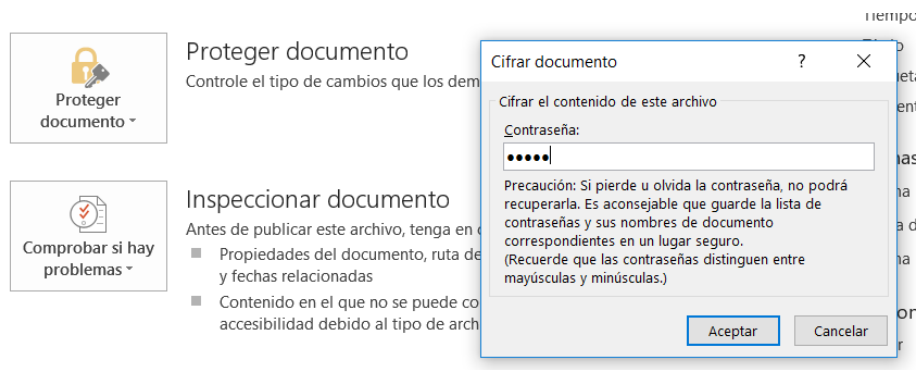 Proteger documento
Controle el tipo de cambios que los dem
Proteger
documento
Inspeccionar documento
Antes de publicar este archivo, tenga en
Propiedades del documento, ruta de
y fechas relacionadas
Contenido en el que no se puede co
accesibilidad debido al tipo de arch
Comprobar si hay
problemas
Cifrar documento
?
Cifrar el contenido de este archivo
Contraseña:
•••••
Precaución: Si pierde u olvida la contraseña, no podrá
recuperarla. Es aconsejable que guarde la lista de
contraseñas y sus nombres de documento
correspondientes en un lugar seguro.
(Recuerde que las contraseñas distinguen entre
mayúsculas y minúsculas.)
Aceptar
Cancelar